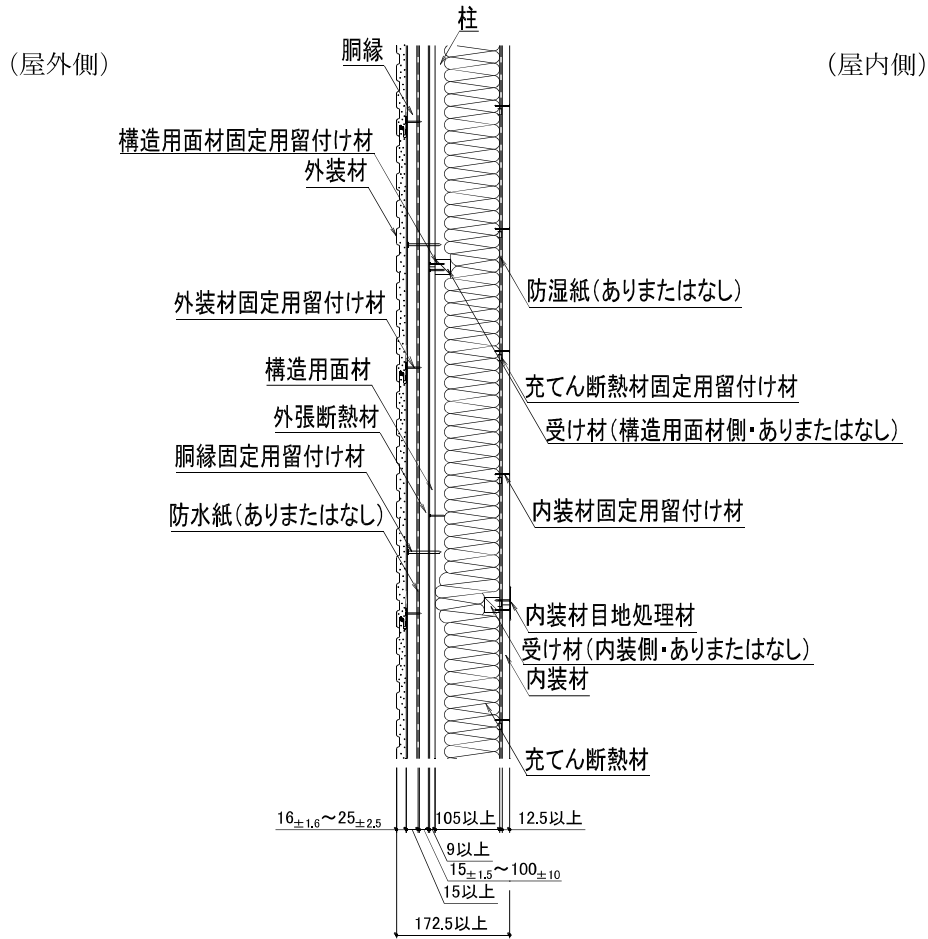 柱
(屋外側)
胴縁
(屋内側)
構造用面材固定用留付け材
外装材
防湿紙(ありまたはなし)
外装材固定用留付け材
構造用面材
充てん断熱材固定用留付け材
外張断熱材
受け材(構造用面材側・ありまたはなし)
胴縁固定用留付け材
防水紙(ありまたはなし)
内装材固定用留付け材
内装材目地処理材
受け材(内装側・ありまたはなし)
内装材
充てん断熱材
16±1.6~25±2.5
105以上
12.5以上
9以上
15±1.5~100±10
15以上
172.5以上